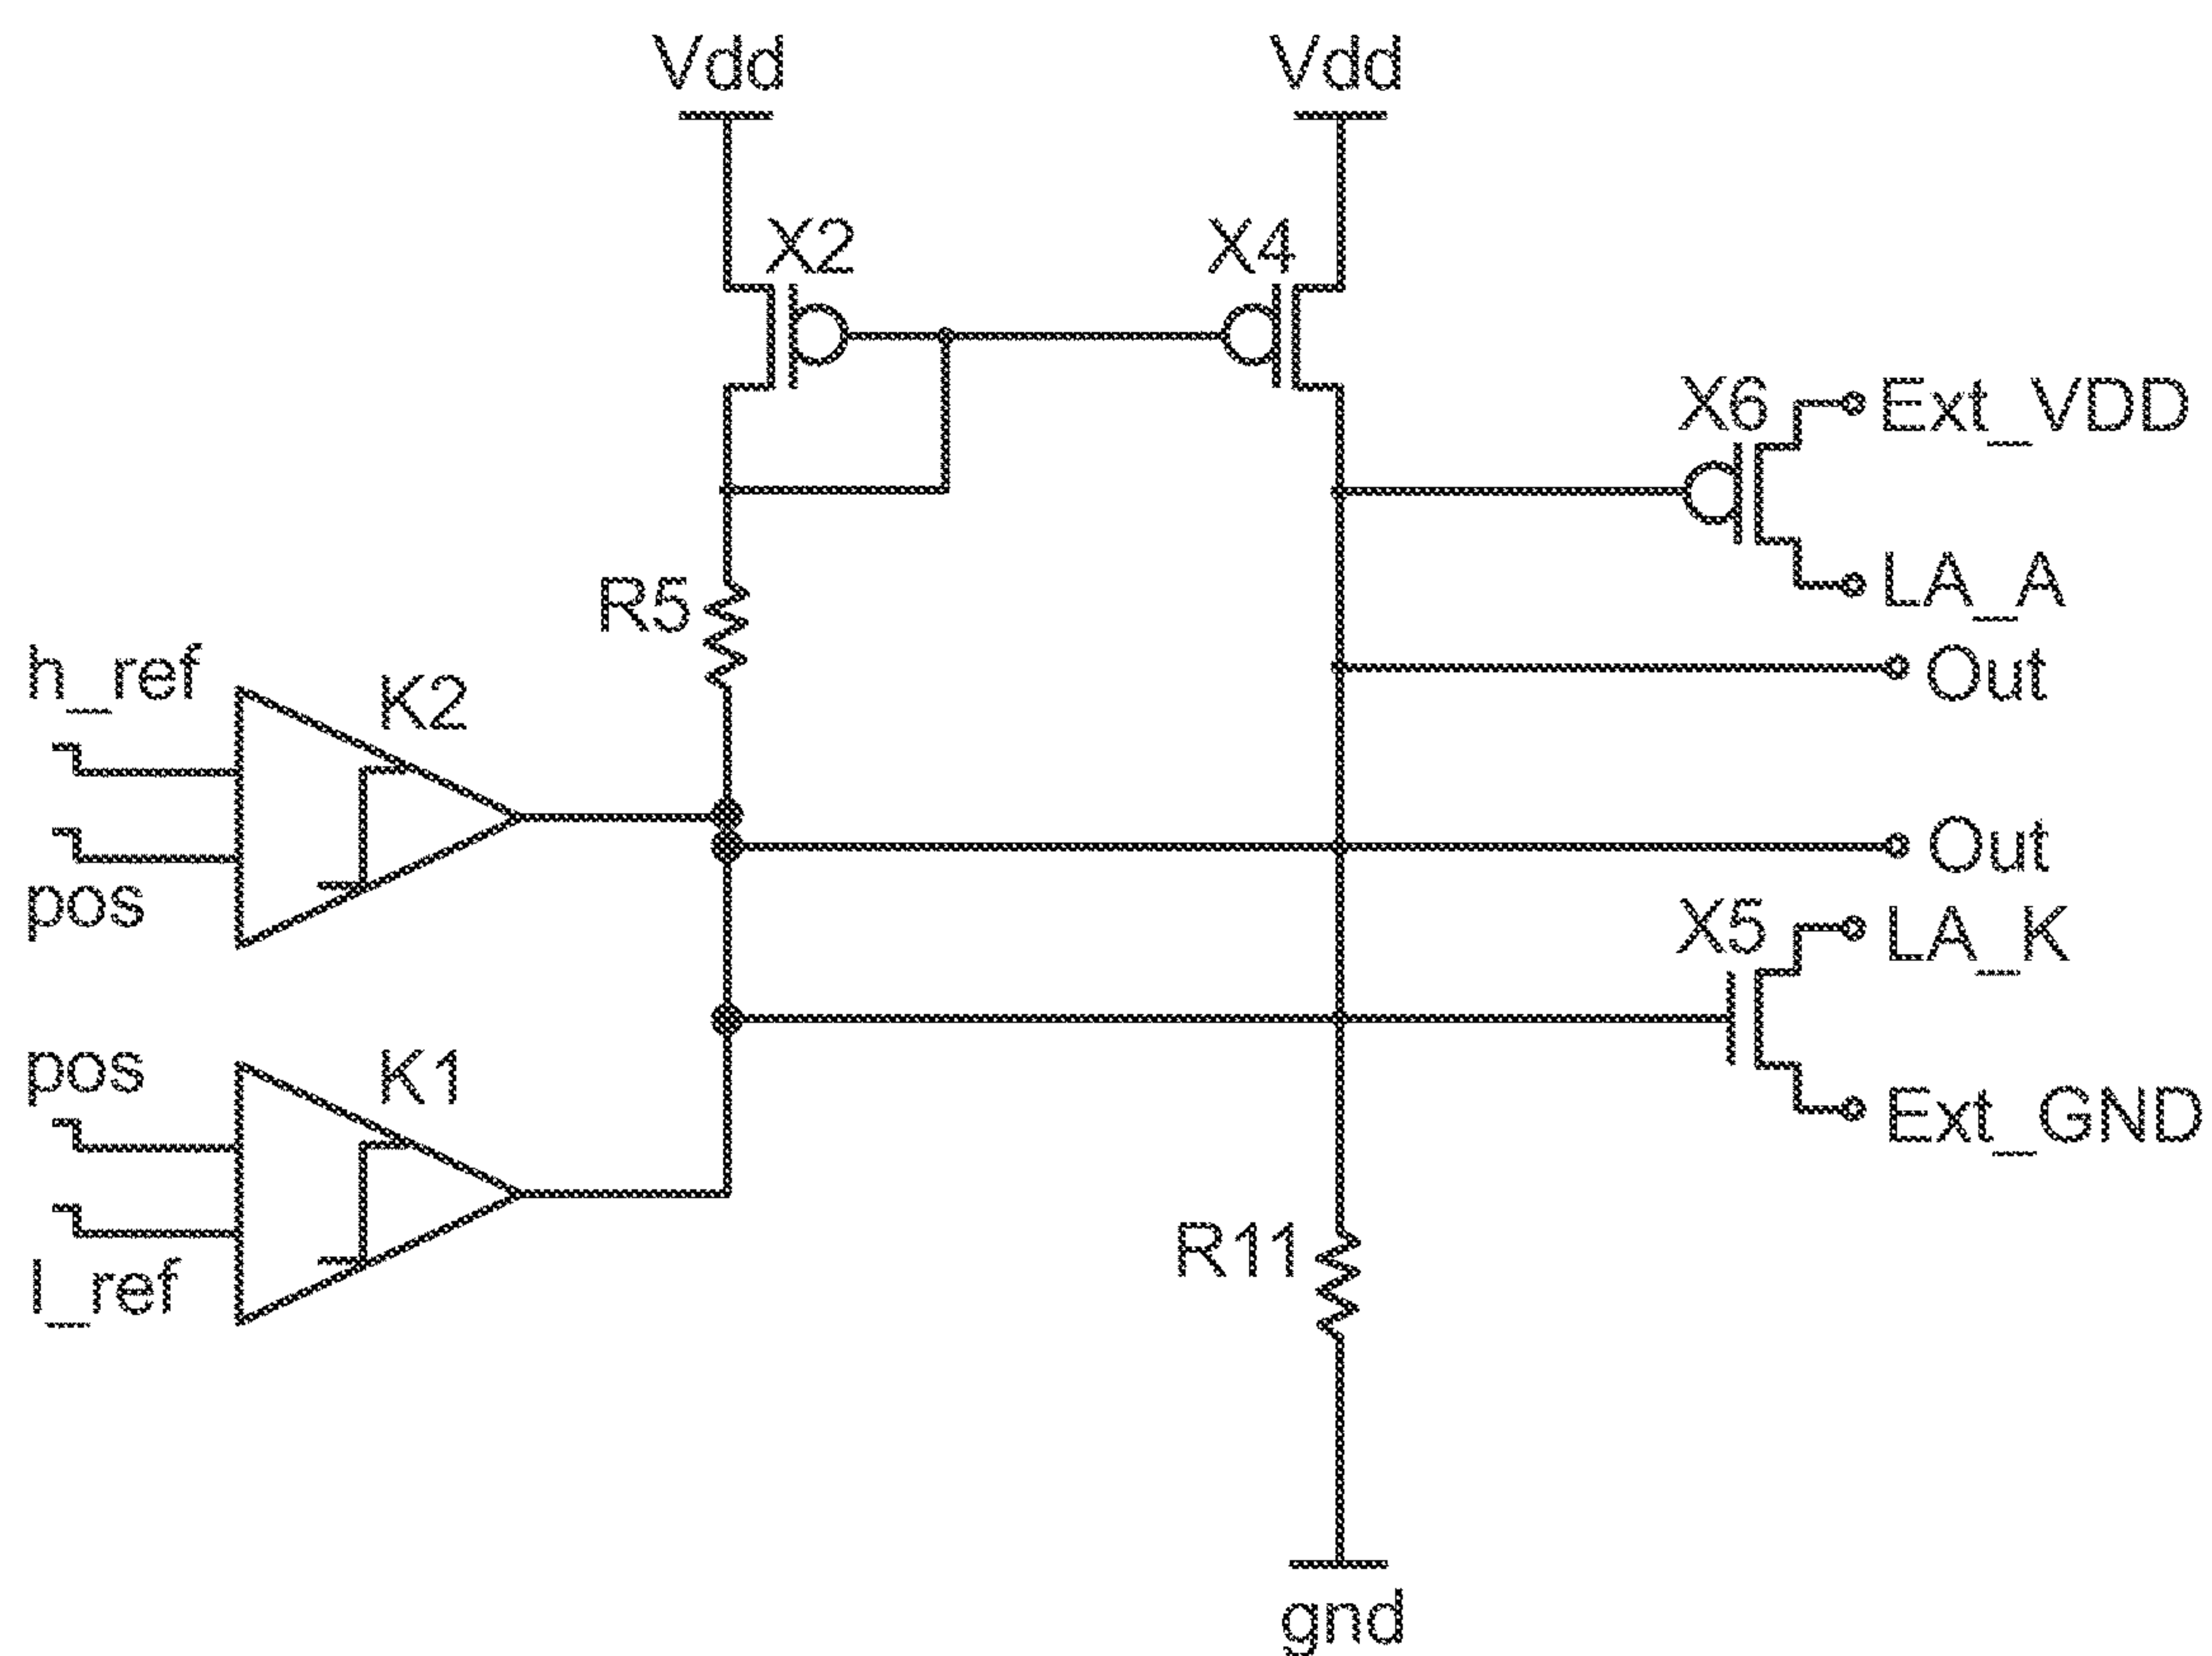 Vdd
Vdd
X2
X4
X6
Ext_VDD
LA_A
R5
h_ref
K2
Out
Out
pos
X5
LA_K
pos
K1
Ext_GND
l_ref
R11
gnd